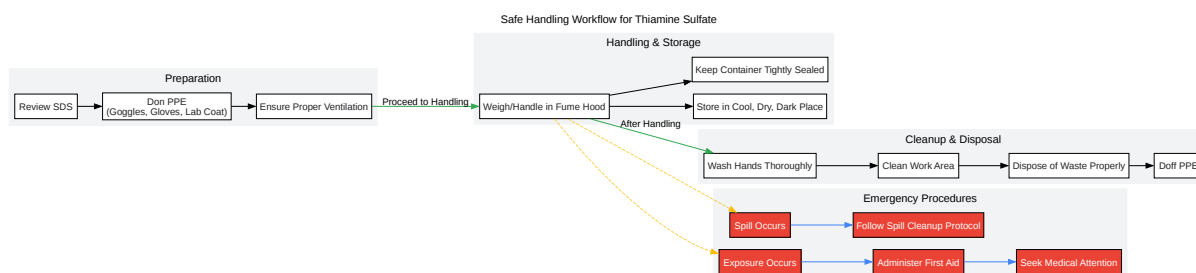 Safe Handling Workflow for Thiamine Sulfate
Handling & Storage
Preparation
Review SDS
Don PPE
(Goggles, Gloves, Lab Coat)
Ensure Proper Ventilation
Proceed to Handling
Weigh/Handle in Fume Hood
Keep Container Tightly Sealed
Store in Cool, Dry, Dark Place
After Handling
Cleanup & Disposal
Wash Hands Thoroughly
Clean Work Area
Dispose of Waste Properly
Doff PPE
Emergency Procedures
Spill Occurs
Follow Spill Cleanup Protocol
Exposure Occurs
Administer First Aid
Seek Medical Attention